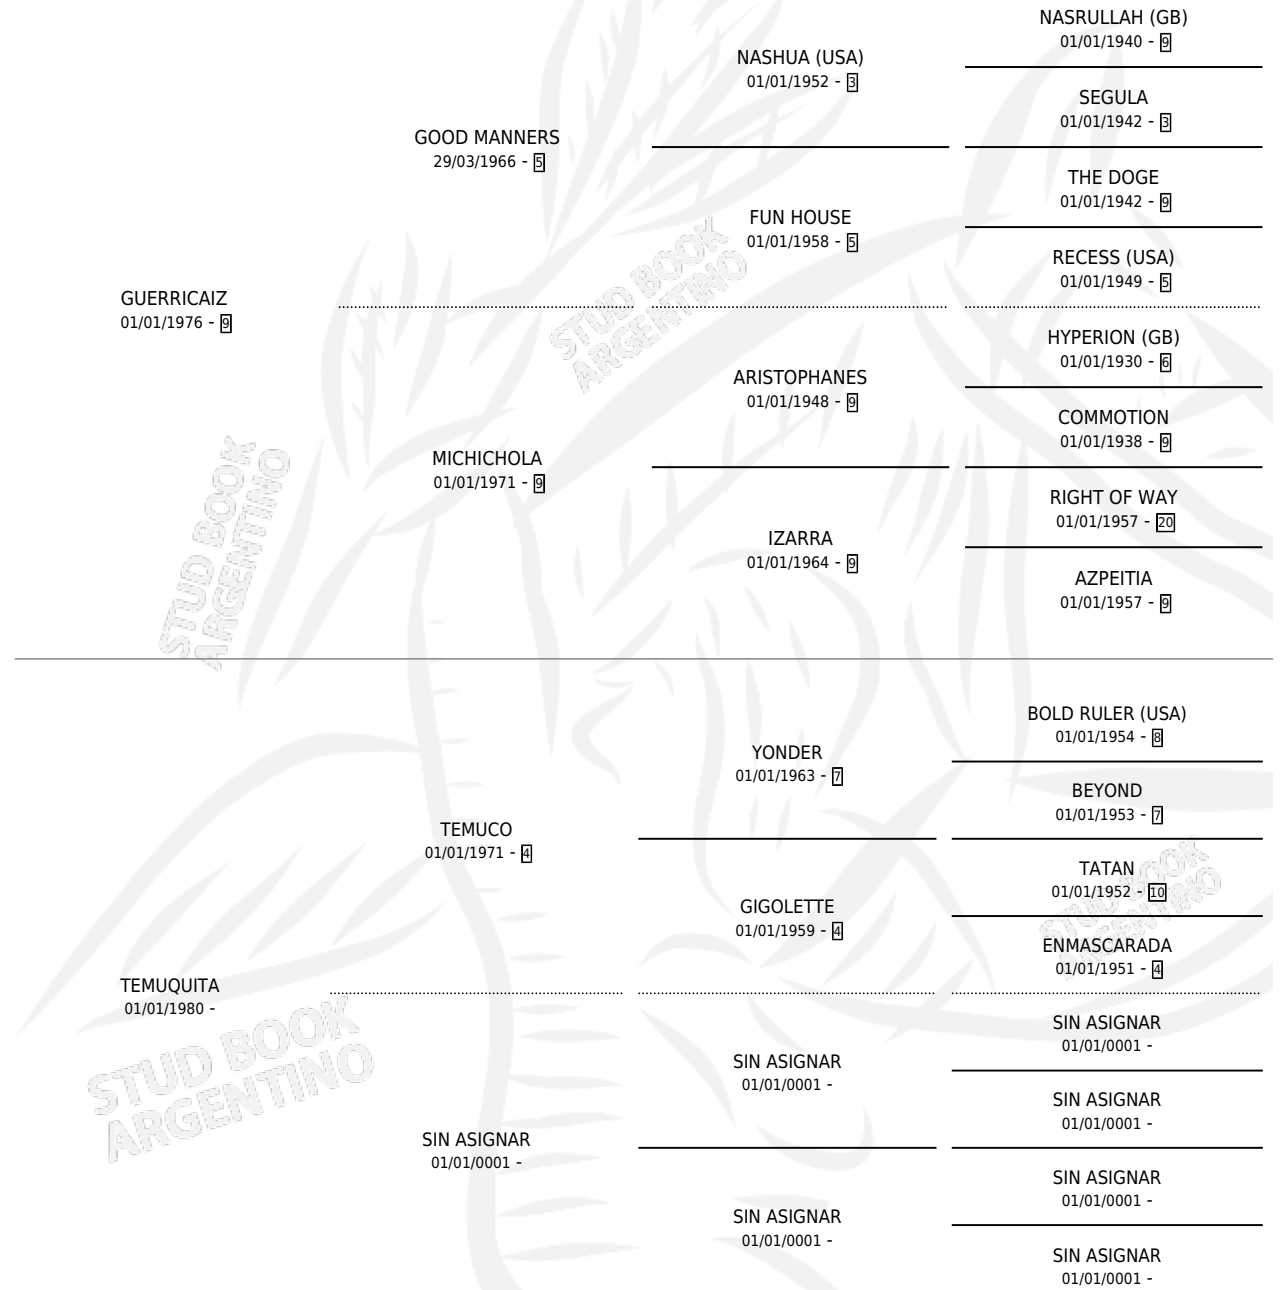 NASRULLAH (GB)
01/01/1940 - 9
NASHUA (USA)
01/01/1952 - 3
SEGULA
01/01/1942 - 3
GOOD MANNERS
29/03/1966 - 5
THE DOGE
01/01/1942 - 9
FUN HOUSE
01/01/1958 - 5
RECESS (USA)
01/01/1949 - 5
GUERRICAIZ
01/01/1976 - 9
HYPERION (GB)
01/01/1930 - 6
ARISTOPHANES
01/01/1948 - 9
COMMOTION
01/01/1938 - 9
MICHICHOLA
01/01/1971 - 9
RIGHT OF WAY
01/01/1957 - 20
IZARRA
01/01/1964 - 9
AZPEITIA
01/01/1957 - 9
STUD BOOK
ARGENTINO
STUD BOOK
ARGENTINO
BOLD RULER (USA)
01/01/1954 - 8
YONDER
01/01/1963 - 7
BEYOND
01/01/1953 - 7
TEMUCO
01/01/1971 - 4
TATAN
01/01/1952 - 10
GIGOLETTE
01/01/1959 - 4
ENMASCARADA
01/01/1951 - 4
STUD BOOK
ARGENTINO
TEMUQUITA
01/01/1980 -
SIN ASIGNAR
01/01/0001 -
SIN ASIGNAR
01/01/0001 -
SIN ASIGNAR
01/01/0001 -
SIN ASIGNAR
01/01/0001 -
SIN ASIGNAR
01/01/0001 -
SIN ASIGNAR
01/01/0001 -
SIN ASIGNAR
01/01/0001 -
STUD BOOK
ARGENTINO